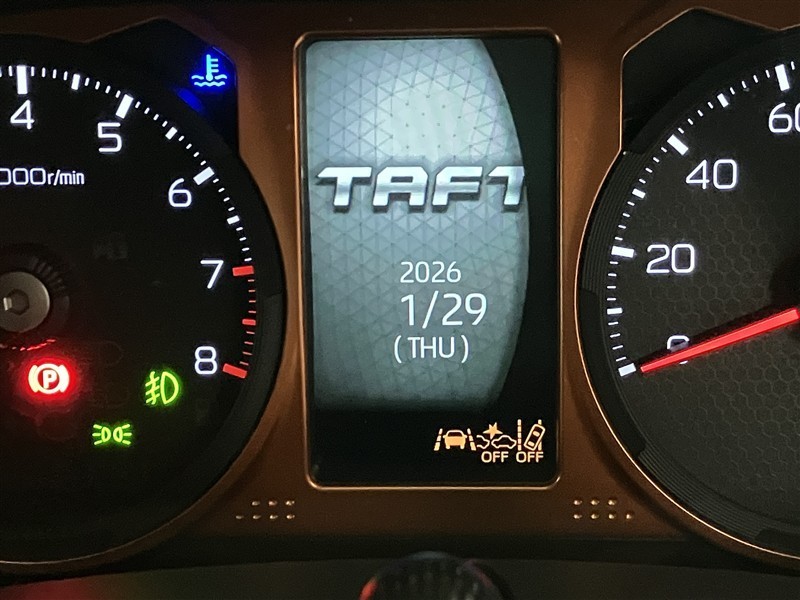 4
5
000r/min
6
7
8
P
TAFT
2026
1/29
(THU)
OFF OFF
60
40
20
0